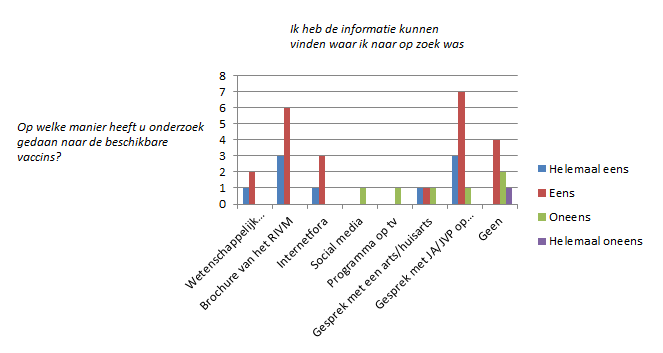 Ik heb de informatie kunnen
vinden waar ik naar op zoek was
Op welke manier heeft u onderzoek
gedaan naar de beschikbare
vaccins?
8
7
6
5
4
3
2
1
0
Wetenschappelijk...
Brochure van het RIVM
Internetfora
Social media
Programma op tv
Gesprek met een arts/huisarts
Gesprek met JA/JVP op...
Geen
Helemaal eens
Eens
Oneens
Helemaal oneens